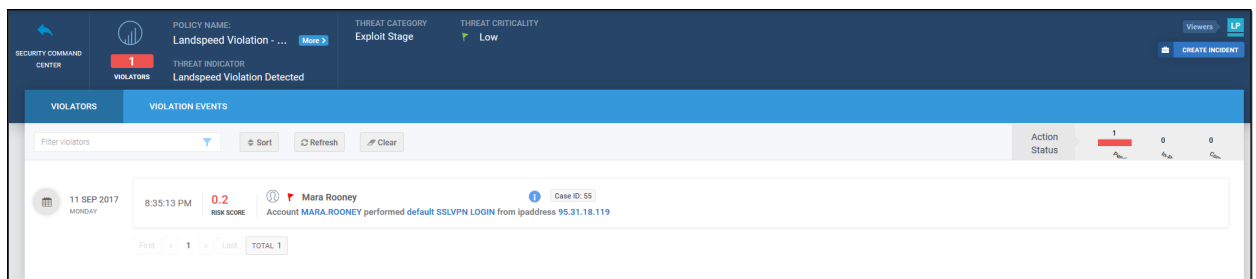 SECURITY COMMAND
CENTER
1
VIOLATORS
POLICY NAME:
Landspeed Violation - ... More >
THREAT INDICATOR
Landspeed Violation Detected
THREAT CATEGORY
Exploit Stage
THREAT CRITICALITY
Low
Viewers LP
CREATE INCIDENT
VIOLATORS VIOLATION EVENTS
Filter violators Sort Refresh Clear
Action
Status
1 0 0
11 SEP 2017
MONDAY
8:35:13 PM
0.2
RISK SCORE
Mara Rooney Case ID: 55
Account MARA.ROONEY performed default SSLVPN LOGIN from ipaddress 95.31.18.119
First < 1 > Last TOTAL 1